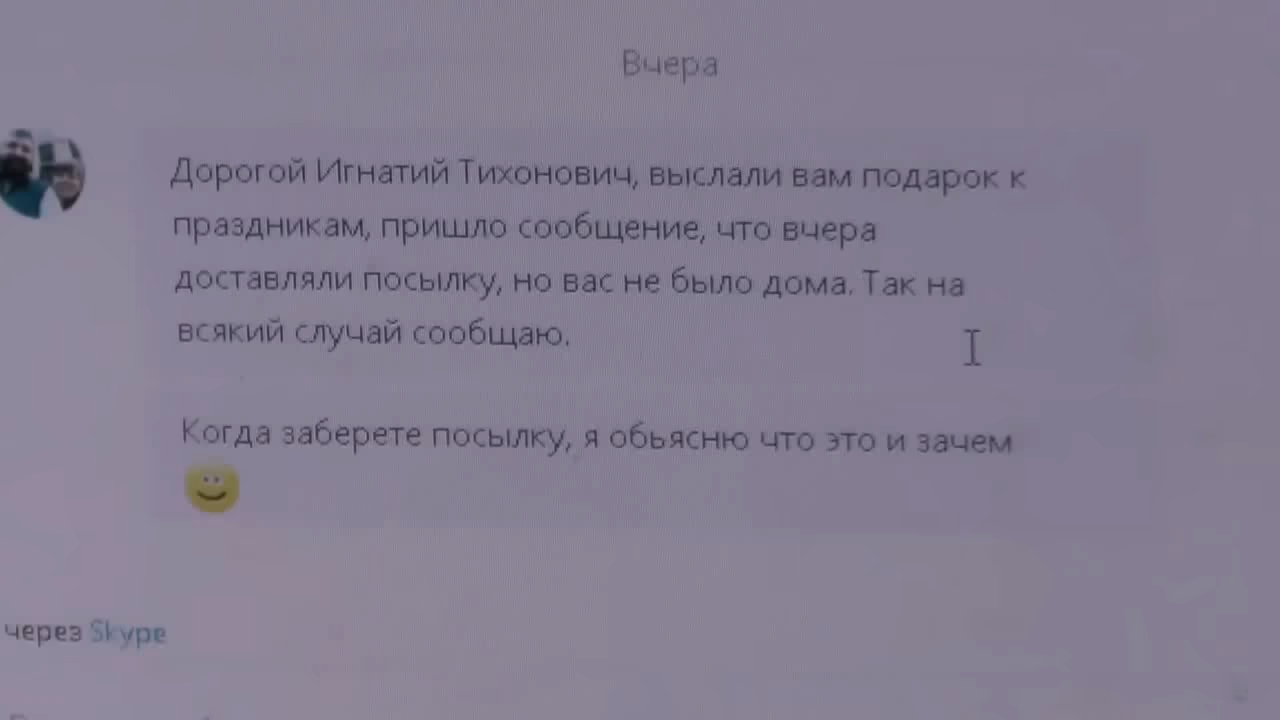 Вчера
Дорогой Игнатий Тихонович, выслали вам подарок к
праздникам, пришло сообщение, что вчера
доставляли посылку, но вас не было дома. Так на
всякий случай сообщаю.
Когда заберете посылку, я обьясню что это и зачем
через Skype